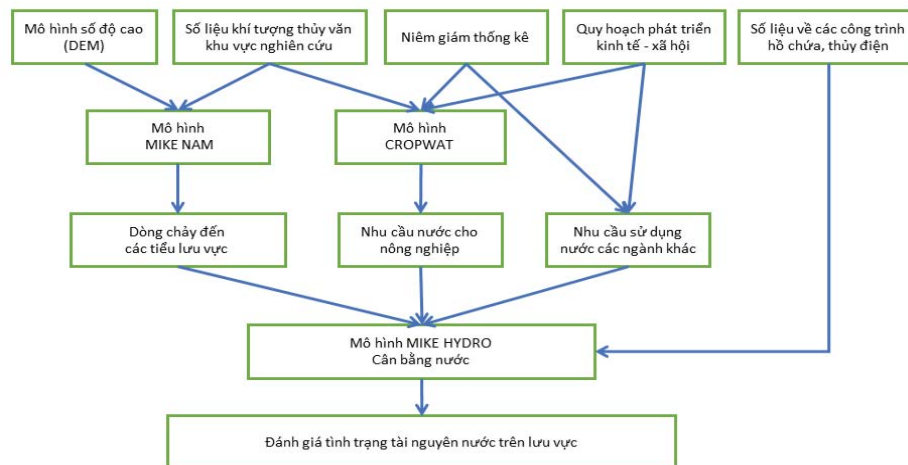 Mô hình số độ cao
(DEM)
Số liệu khí tượng thủy văn
khu vực nghiên cứu
Niêm giám thống kê
Quy hoạch phát triển
kinh tế - xã hội
Số liệu về các công trình
hồ chứa, thủy điện
Mô hình
MIKE NAM
Mô hình
CROPWAT
Dòng chảy đến
các tiểu lưu vực
Nhu cầu nước cho
nông nghiệp
Nhu cầu sử dụng
nước các ngành khác
Mô hình MIKE HYDRO
Cân bằng nước
Đánh giá tình trạng tài nguyên nước trên lưu vực